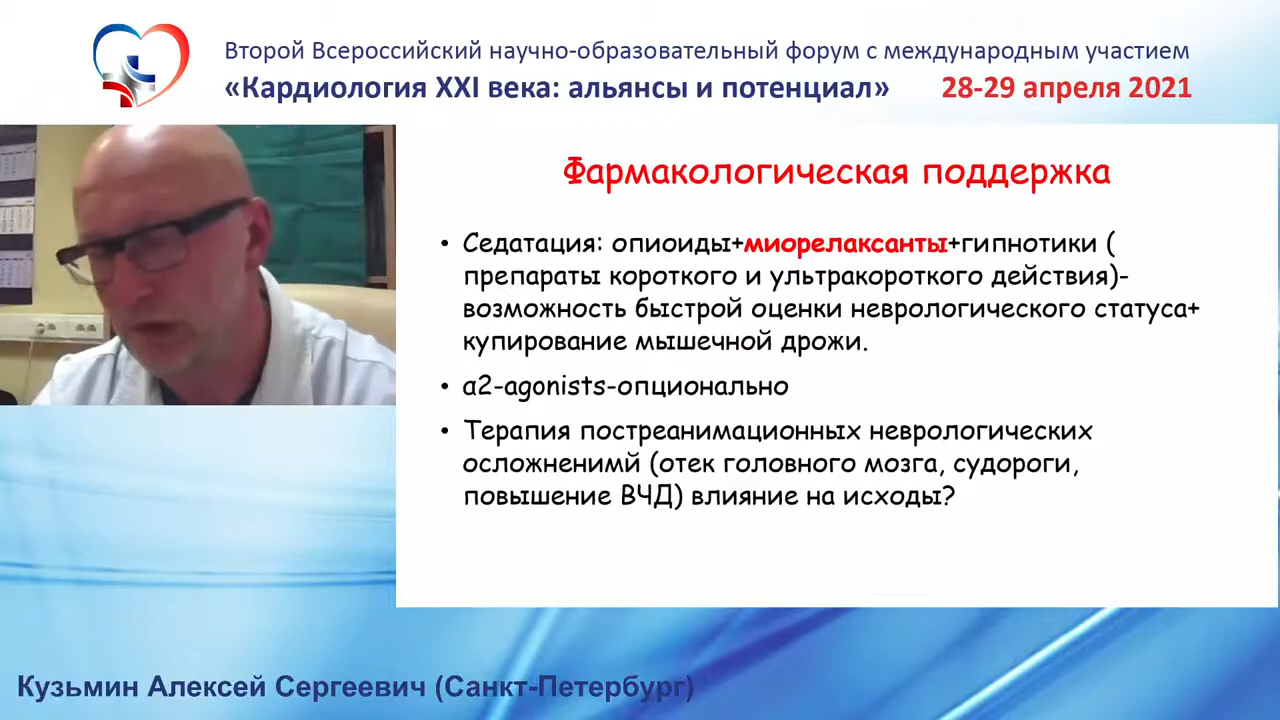 Второй Всероссийский научно-образовательный форум с международным участием
«Кардиология XXI века: альянсы и потенциал» 28-29 апреля 2021
Фармакологическая поддержка
• Седатация: опиоиды+миорелаксанты+гипнотики (
препараты короткого и ультракороткого действия)-
возможность быстрой оценки неврологического статуса+
купирование мышечной дрожи.
• a2-agonists-опционально
• Терапия постреанимационных неврологических
осложненимй (отек головного мозга, судороги,
повышение ВЧД) влияние на исходы?
Кузьмин Алексей Сергеевич (Санкт-Петербург)